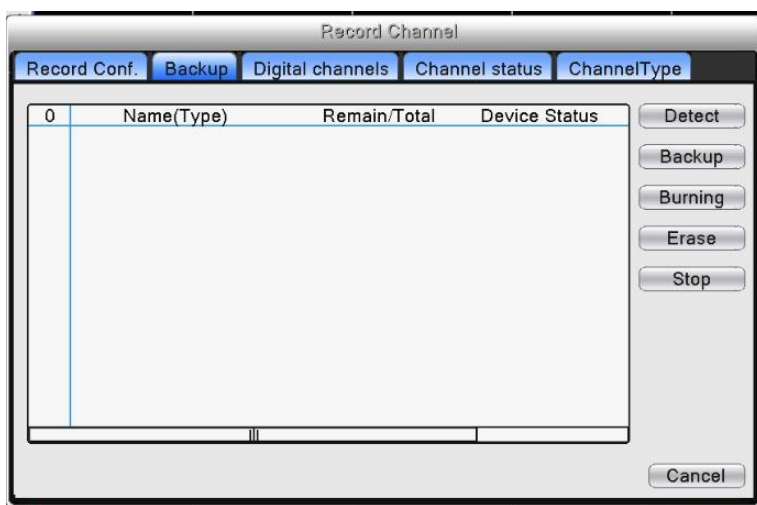 Record Channel
Record Conf. Backup Digital channels Channel status ChannelType
0 Name(Type) Remain/Total Device Status
Detect
Backup
Burning
Erase
Stop
Cancel